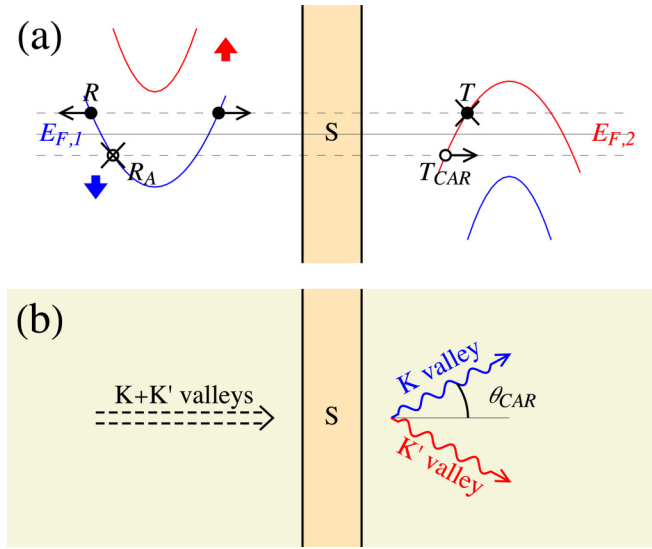 (a)
R
T
E_{F,1}
S
E_{F,2}
R_A
T_{CAR}
(b)
K+K' valleys
S
K valley
θ_{CAR}
K' valley